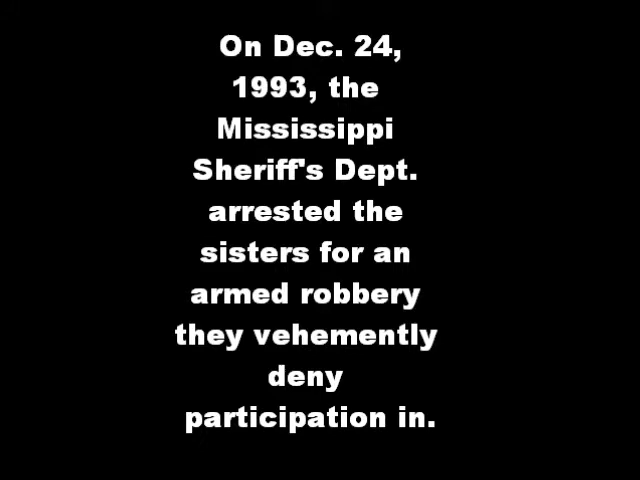 On Dec. 24,
1993, the
Mississippi
Sheriff's Dept.
arrested the
sisters for an
armed robbery
they vehemently
deny
participation in.